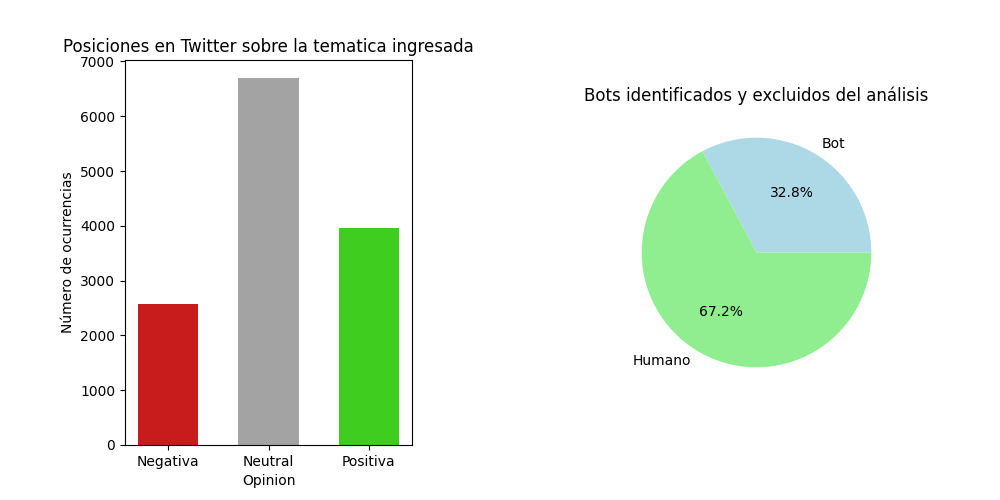 Posiciones en Twitter sobre la tematica ingresada
Número de ocurrencias
7000
6000
5000
4000
3000
2000
1000
0
Negativa
Neutral
Positiva
Opinion
Bots identificados y excluidos del análisis
Bot
32.8%
67.2%
Humano